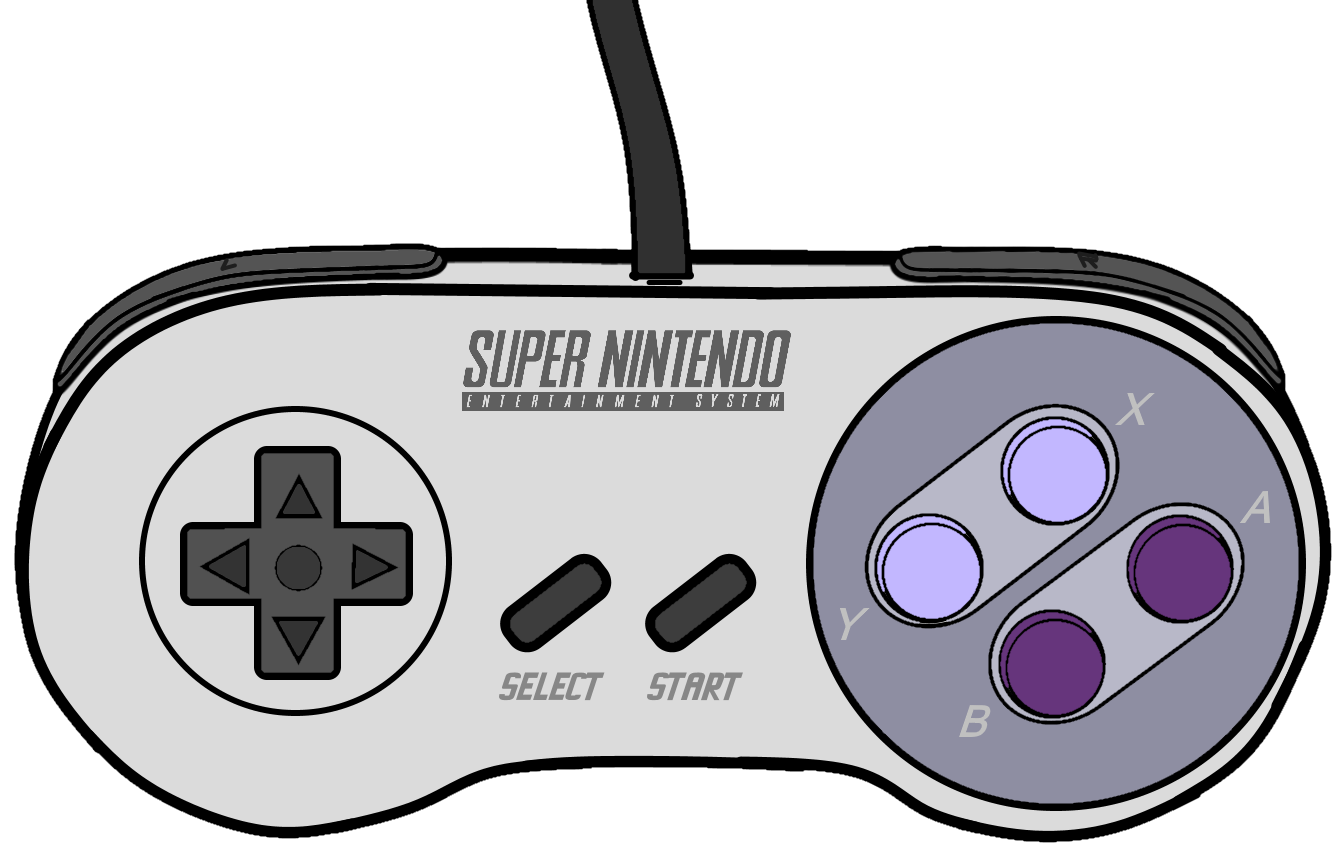 L
R
SUPER NINTENDO
ENTERTAINMENT SYSTEM
X
A
Y
SELECT
START
B